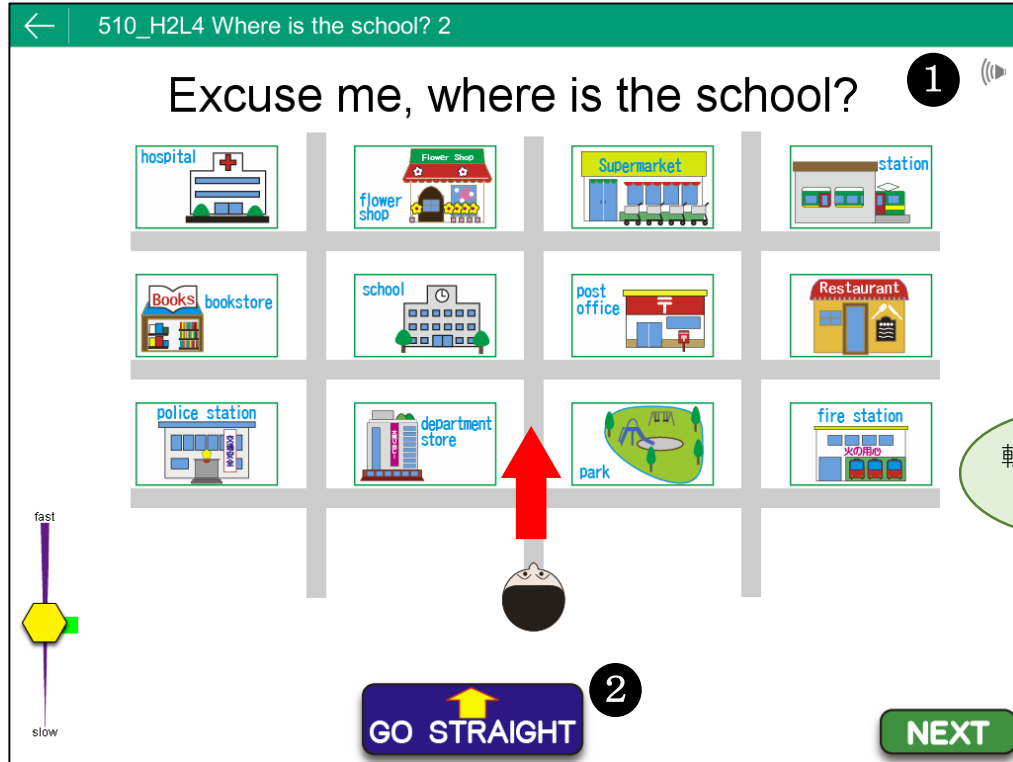 510_H2L4 Where is the school? 2
Excuse me, where is the school?
❶
hospital
Flower Shop
flower
shop
Supermarket
station
Books
bookstore
school
post
office
〒
Restaurant
police station
交通安全
department
store
park
fire station
火の用心
fast
slow
GO STRAIGHT
❷
NEXT